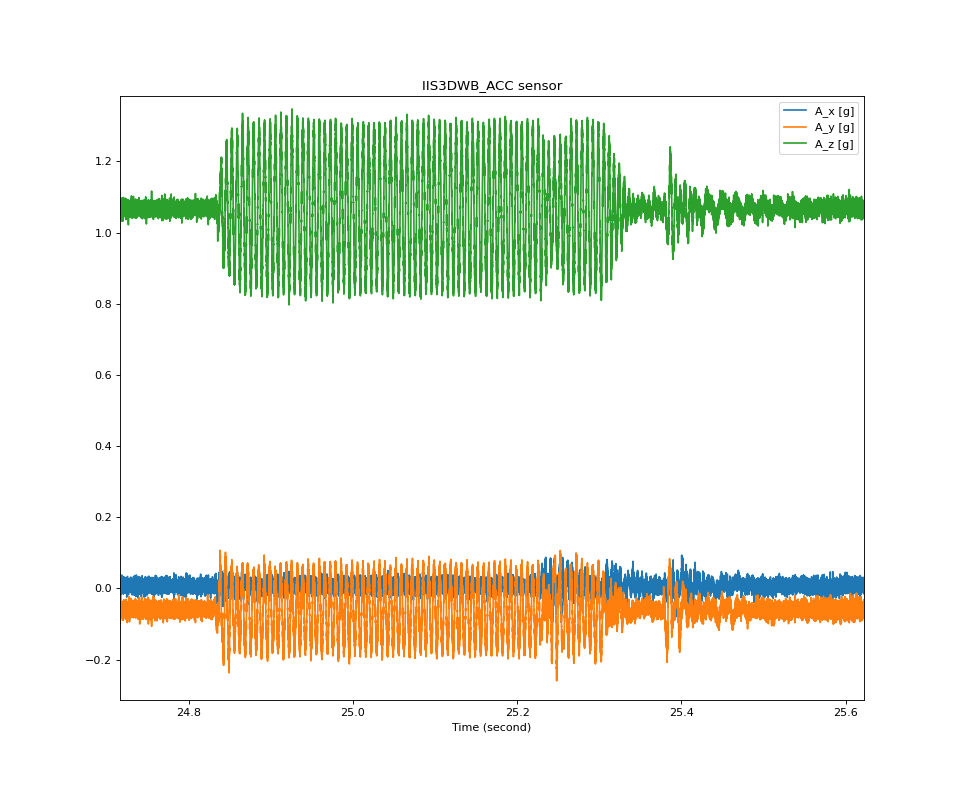 IIS3DWB_ACC sensor
A_x [g]
A_y [g]
A_z [g]
1.2
1.0
0.8
0.6
0.4
0.2
0.0
−0.2
24.8 25.0 25.2 25.4 25.6
Time (second)